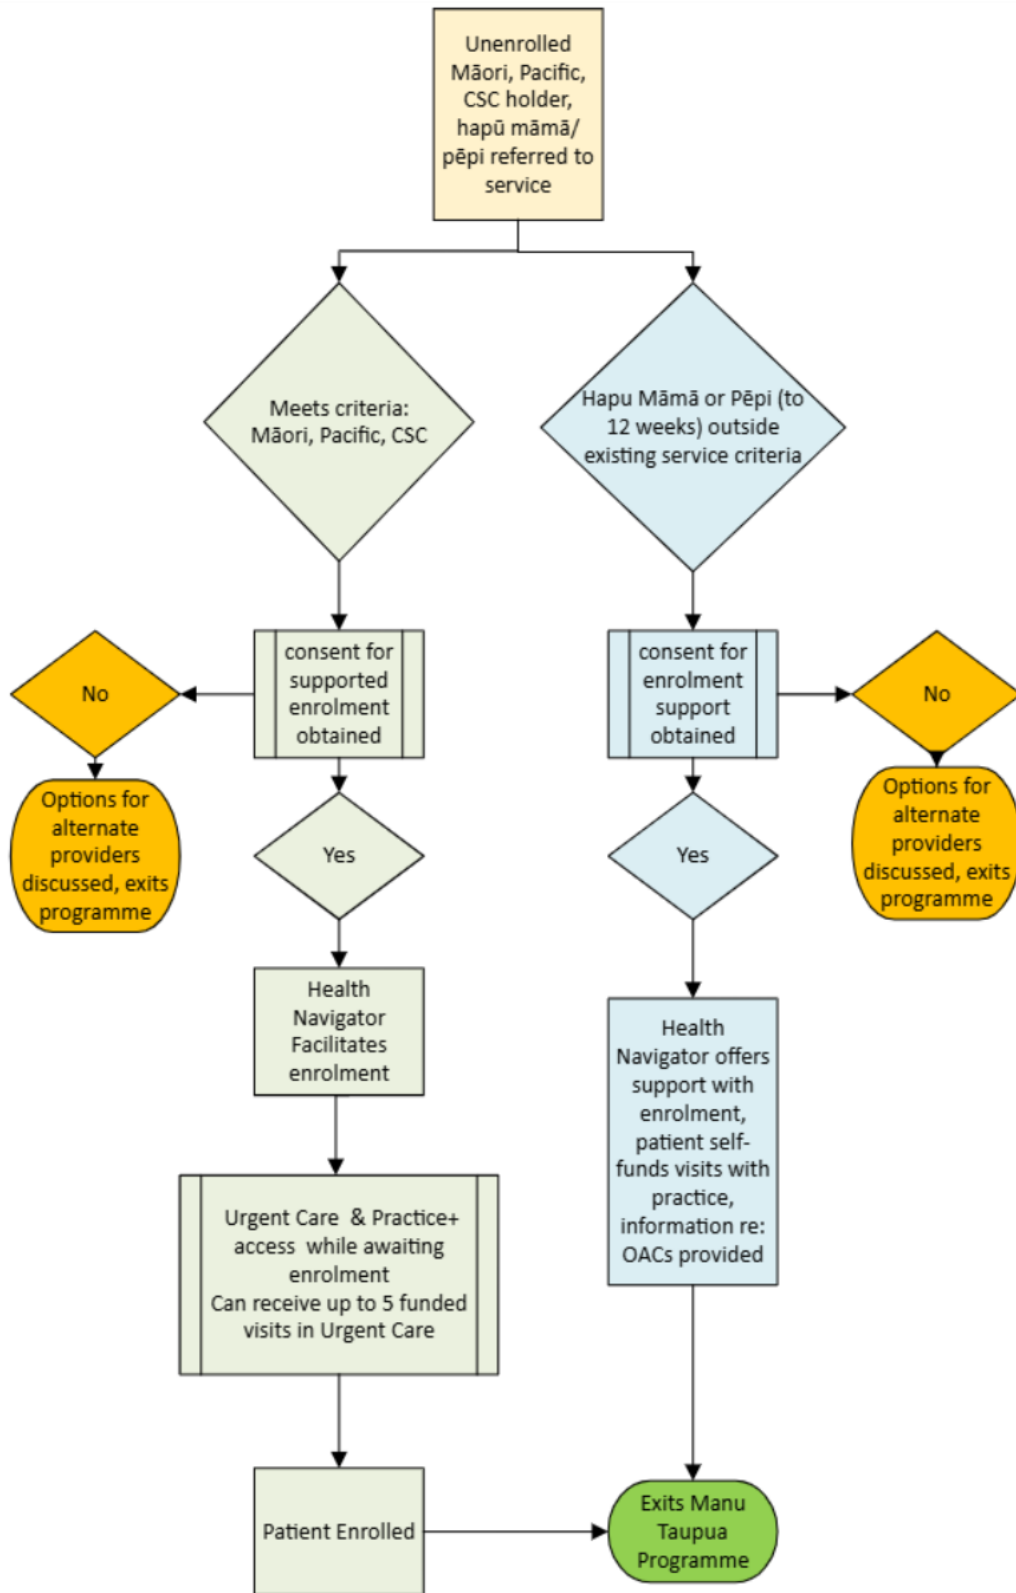 Unenrolled
Māori, Pacific,
CSC holder,
hapū māmā/
pēpi referred to
service
Meets criteria:
Māori, Pacific, CSC
Hapu Māmā or Pēpi (to
12 weeks) outside
existing service criteria
No
consent for
supported
enrolment
obtained
consent for
enrolment
support
obtained
No
Options for
alternate
providers
discussed, exits
programme
Yes
Yes
Options for
alternate
providers
discussed, exits
programme
Health
Navigator
Facilitates
enrolment
Health
Navigator offers
support with
enrolment,
patient self-
funds visits with
practice,
information re:
OACs provided
Urgent Care & Practice+
access while awaiting
enrolment
Can receive up to 5 funded
visits in Urgent Care
Patient Enrolled
Exits Manu
Taupua
Programme